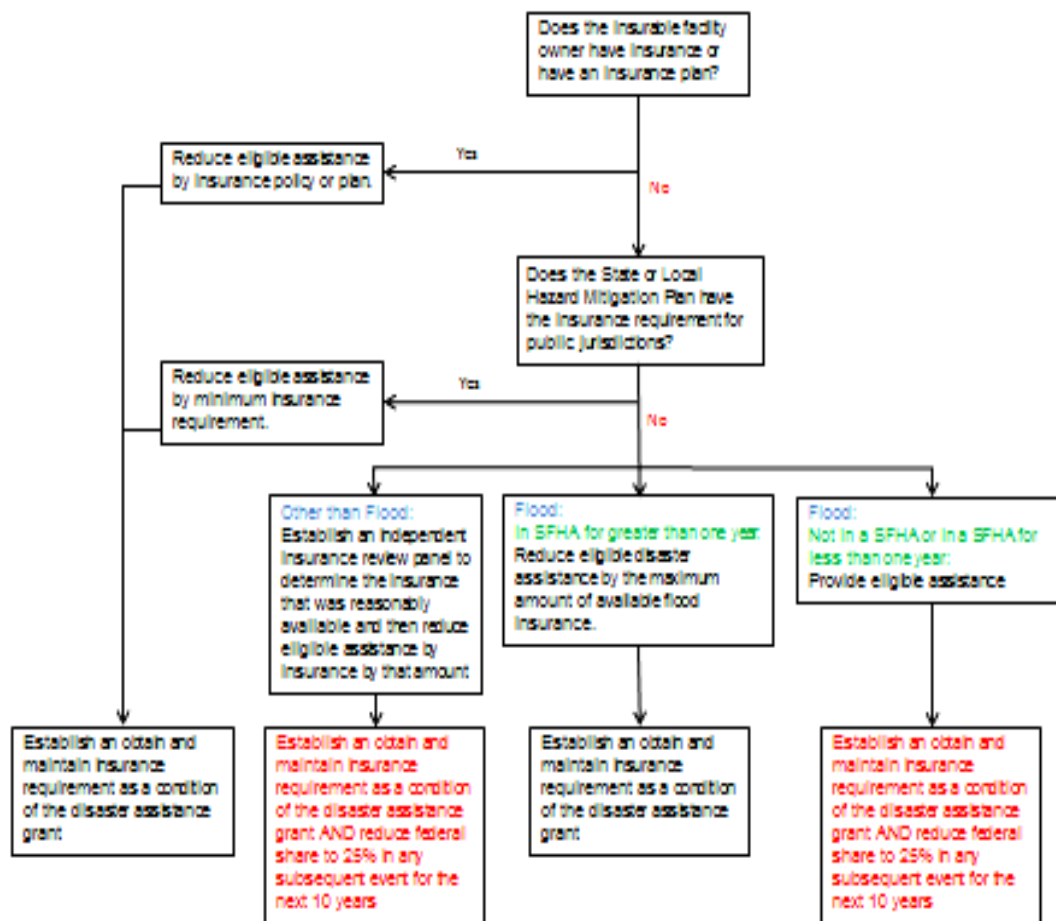 Does the Insurable facility
owner have Insurance or
have an Insurance plan?
Reduce eligible assistance
by Insurance policy or plan.
Yes
No
Does the State or Local
Hazard Mitigation Plan have
the Insurance requirement for
public jurisdictions?
Reduce eligible assistance
by minimum Insurance
requirement.
Yes
No
Other than Flood:
Establish an Independent
Insurance review panel to
determine the Insurance
that was reasonably
available and then reduce
eligible assistance by
Insurance by that amount
Flood:
In SFHA for greater than one year:
Reduce eligible disaster
assistance by the maximum
amount of available flood
Insurance.
Flood:
Not in a SFHA or in a SFHA for
less than one year:
Provide eligible assistance
Establish an obtain and
maintain Insurance
requirement as a condition
of the disaster assistance
grant
Establish an obtain and
maintain Insurance
requirement as a condition
of the disaster assistance
grant AND reduce federal
share to 25% in any
subsequent event for the
next 10 years
Establish an obtain and
maintain Insurance
requirement as a condition
of the disaster assistance
grant
Establish an obtain and
maintain Insurance
requirement as a condition
of the disaster assistance
grant AND reduce federal
share to 25% in any
subsequent event for the
next 10 years